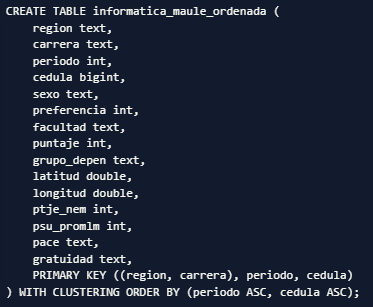 CREATE TABLE informatica_maule_ordenada (
    region text,
    carrera text,
    periodo int,
    cedula bigint,
    sexo text,
    preferencia int,
    facultad text,
    puntaje int,
    grupo_depen text,
    latitud double,
    longitud double,
    ptje_nem int,
    psu_promlm int,
    pace text,
    gratuidad text,
    PRIMARY KEY ((region, carrera), periodo, cedula)
) WITH CLUSTERING ORDER BY (periodo ASC, cedula ASC);